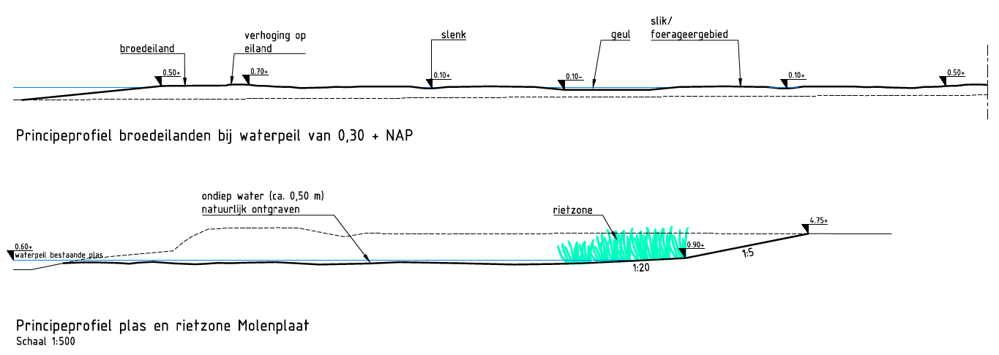 verhoging op
eiland
broedeiland
slenk
geul
slik/
foerageergebied
0.50+
0.70+
0.10+
0.10-
0.10+
0.50+
Principeprofiel broedeilanden bij waterpeil van 0,30 + NAP
ondiep water (ca. 0,50 m)
natuurlijk ontgraven
rietzone
4.75+
0.60+
waterpeil bestaande plas
0.90+
1:5
1:20
Principeprofiel plas en rietzone Molenplaat
Schaal 1:500